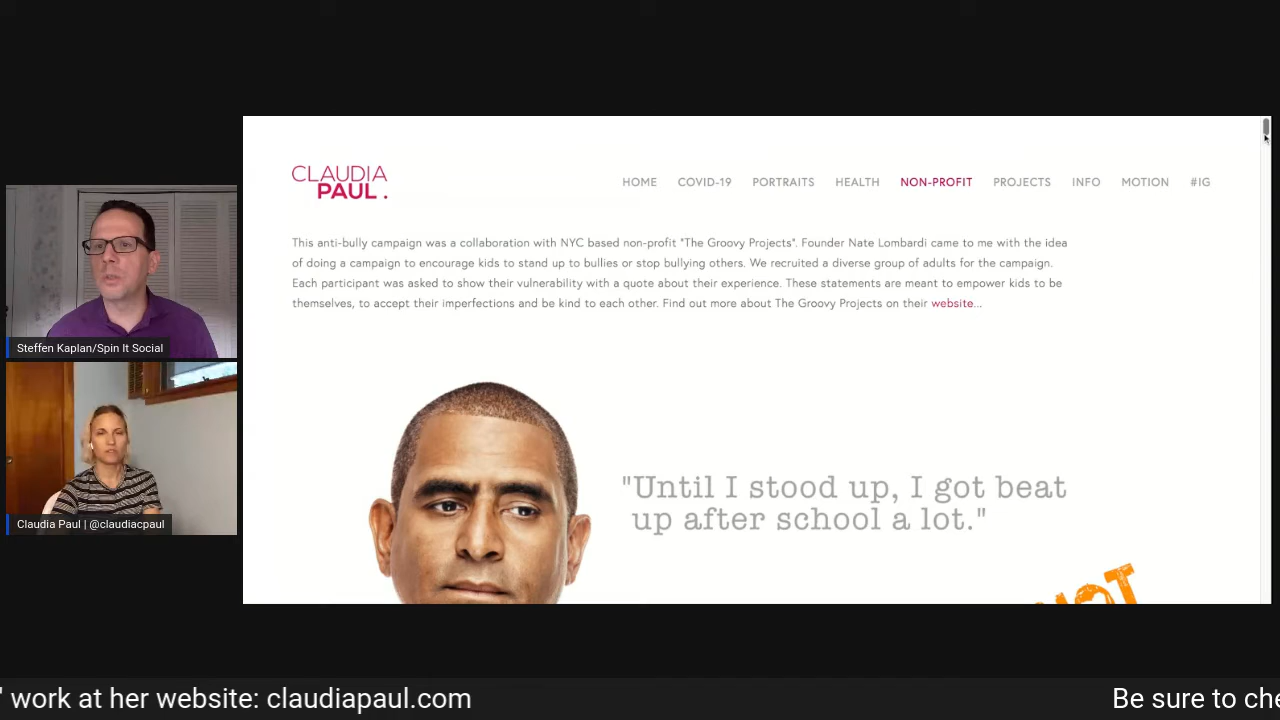 CLAUDIA
PAUL .
HOME COVID-19 PORTRAITS HEALTH NON-PROFIT PROJECTS INFO MOTION #IG
This anti-bully campaign was a collaboration with NYC based non-profit "The Groovy Projects". Founder Nate Lombardi came to me with the idea
of doing a campaign to encourage kids to stand up to bullies or stop bullying others. We recruited a diverse group of adults for the campaign.
Each participant was asked to show their vulnerability with a quote about their experience. These statements are meant to empower kids to be
themselves, to accept their imperfections and be kind to each other. Find out more about The Groovy Projects on their website...
"Until I stood up, I got beat
up after school a lot."
Steffen Kaplan/Spin It Social
Claudia Paul | @claudiacpaul
' work at her website: claudiapaul.com
Be sure to che